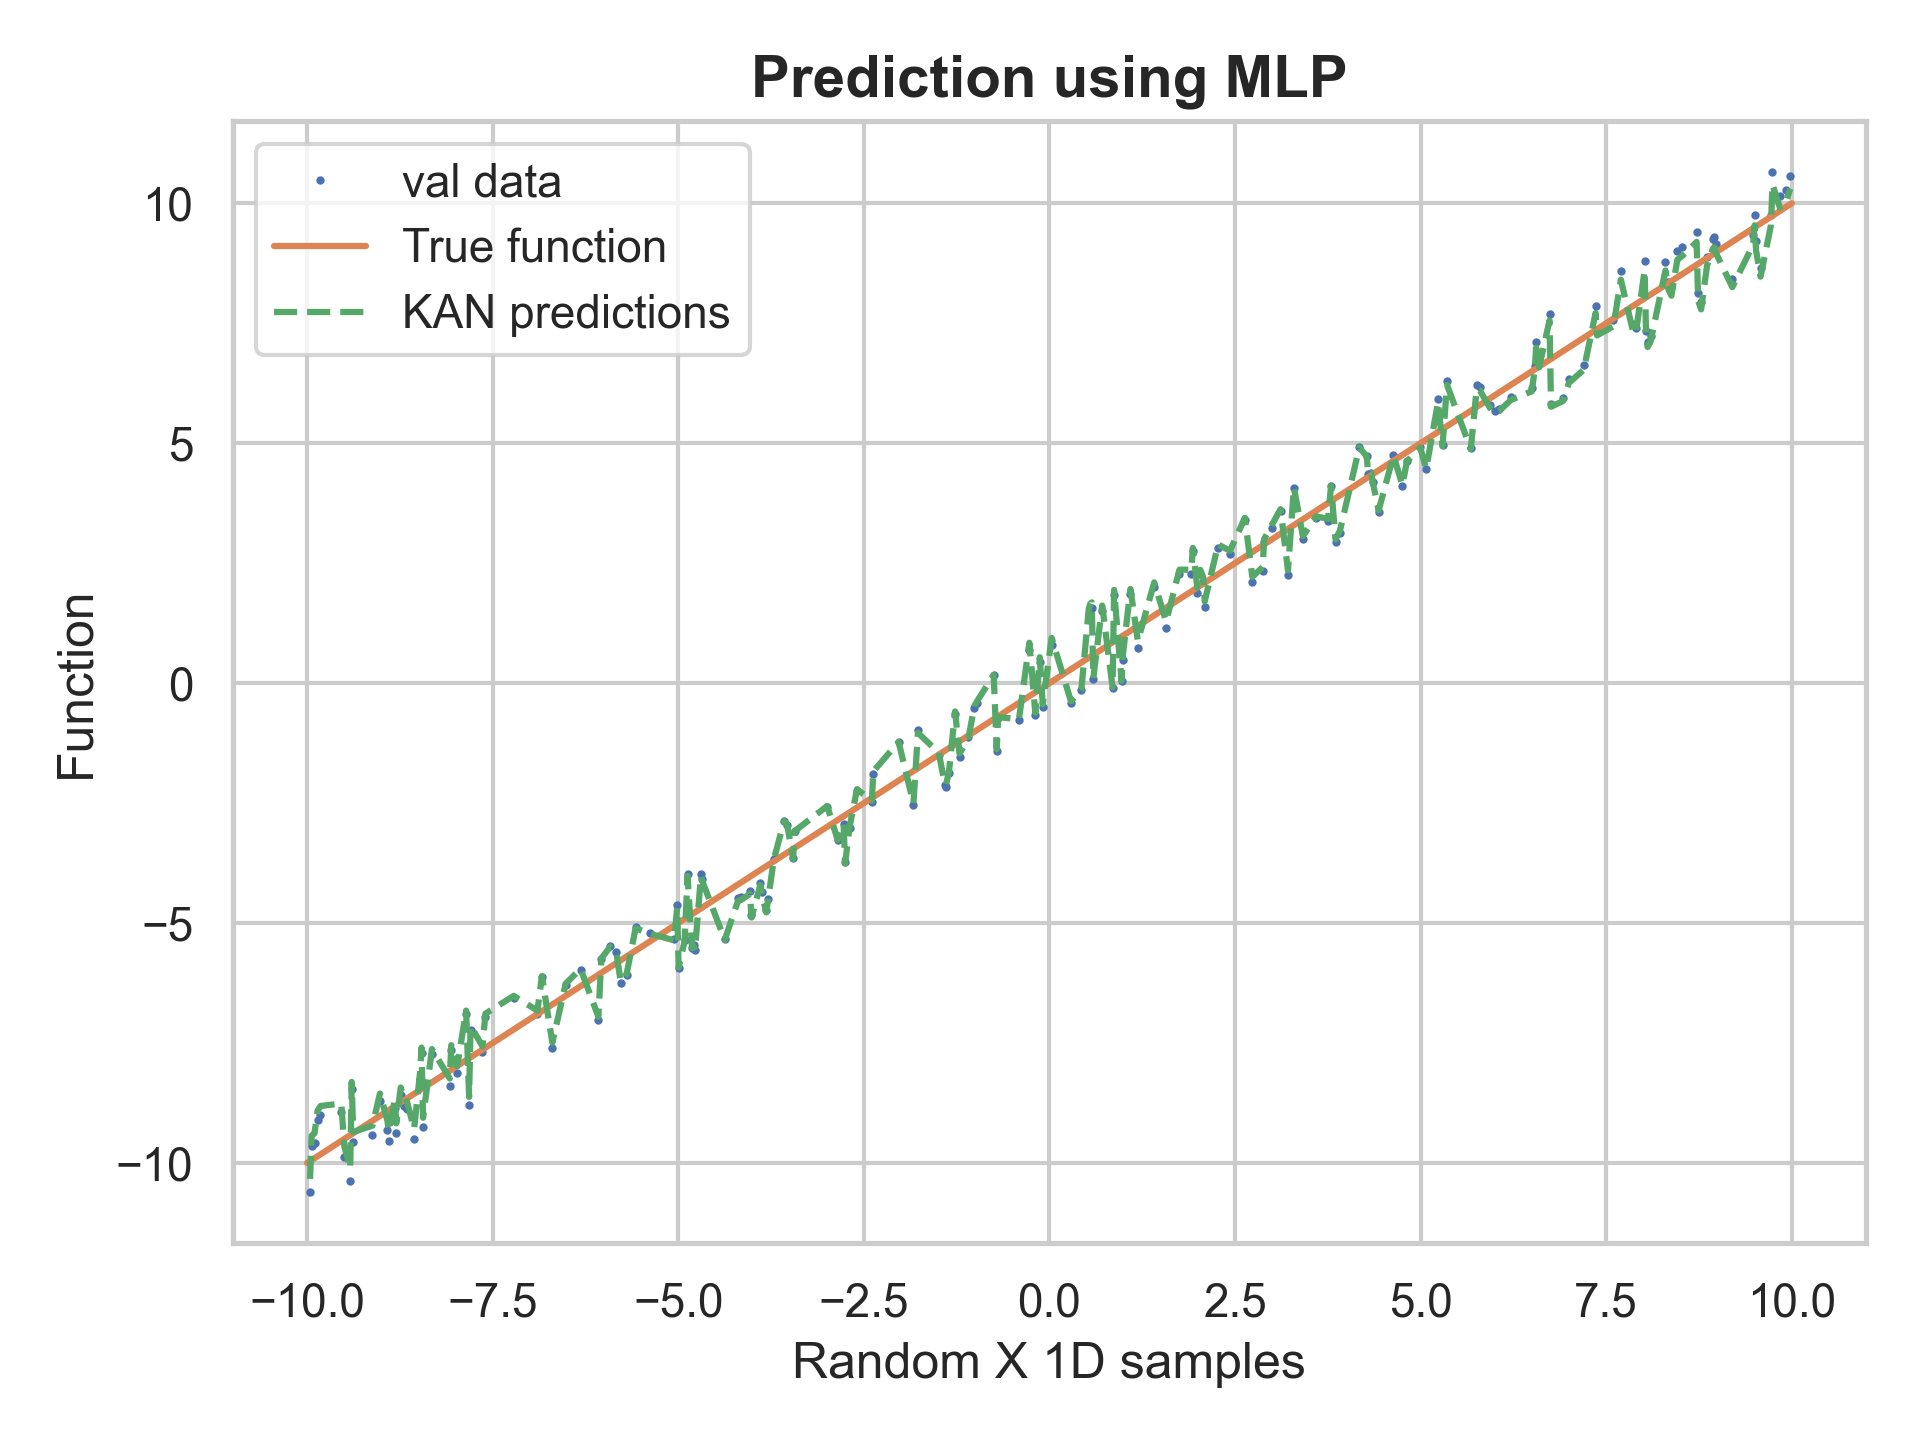 Prediction using MLP
val data
True function
KAN predictions
10
5
0
−5
−10
Function
−10.0 −7.5 −5.0 −2.5 0.0 2.5 5.0 7.5 10.0
Random X 1D samples